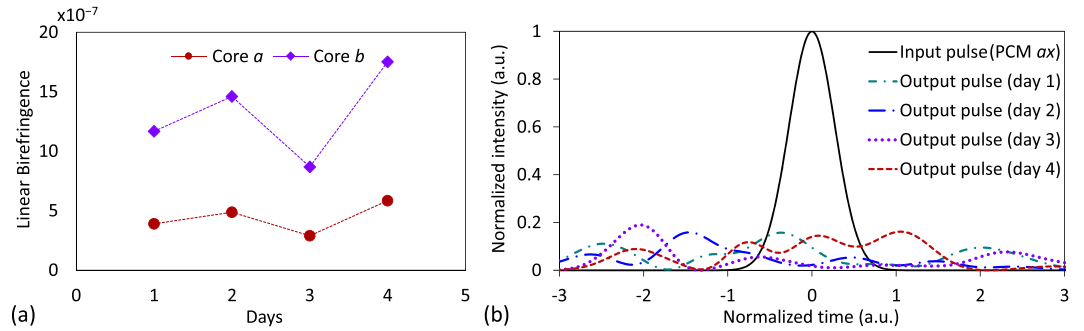 x10⁻⁷
20
15
10
5
0
Linear Birefringence
Core a
Core b
0 1 2 3 4 5
Days
(a)
1
0.8
0.6
0.4
0.2
0
Normalized intensity (a.u.)
Input pulse (PCM ax)
Output pulse (day 1)
Output pulse (day 2)
Output pulse (day 3)
Output pulse (day 4)
-3 -2 -1 0 1 2 3
Normalized time (a.u.)
(b)